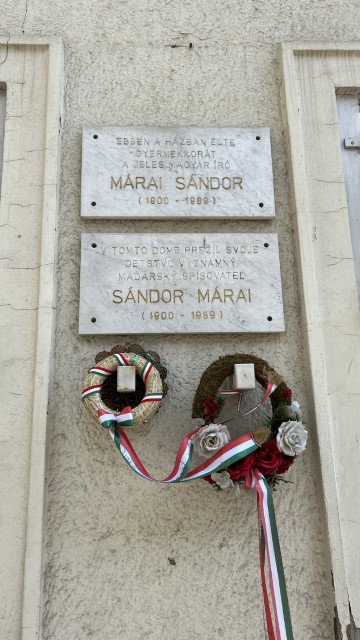 EBBEN A HÁZBAN ÉLTE
GYERMEKKORÁT
A JELES MAGYAR ÍRÓ
MÁRAI SÁNDOR
(1900 - 1989)
V TOMTO DOME PREŽIL SVOJE
DETSTVO VÝZNAMNÝ
MAĎARSKÝ SPISOVATEĽ
SÁNDOR MÁRAI
(1900 - 1989)